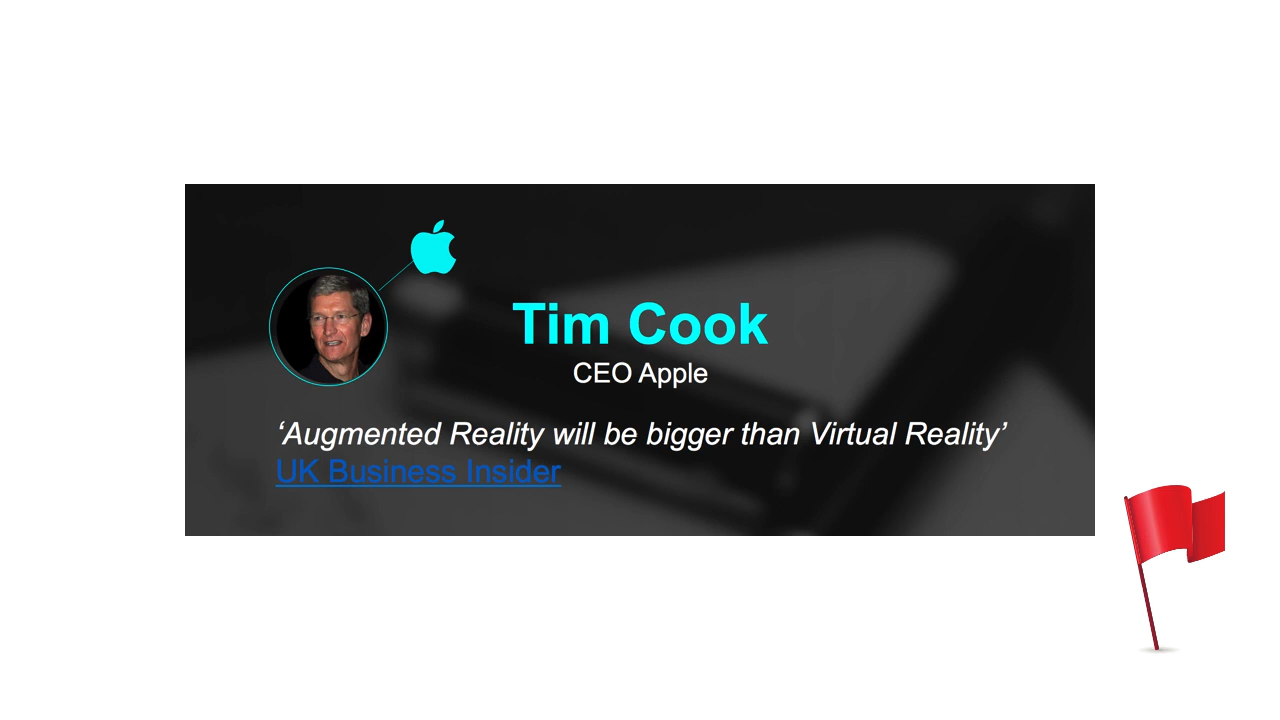 Tim Cook
CEO Apple
‘Augmented Reality will be bigger than Virtual Reality’
UK Business Insider